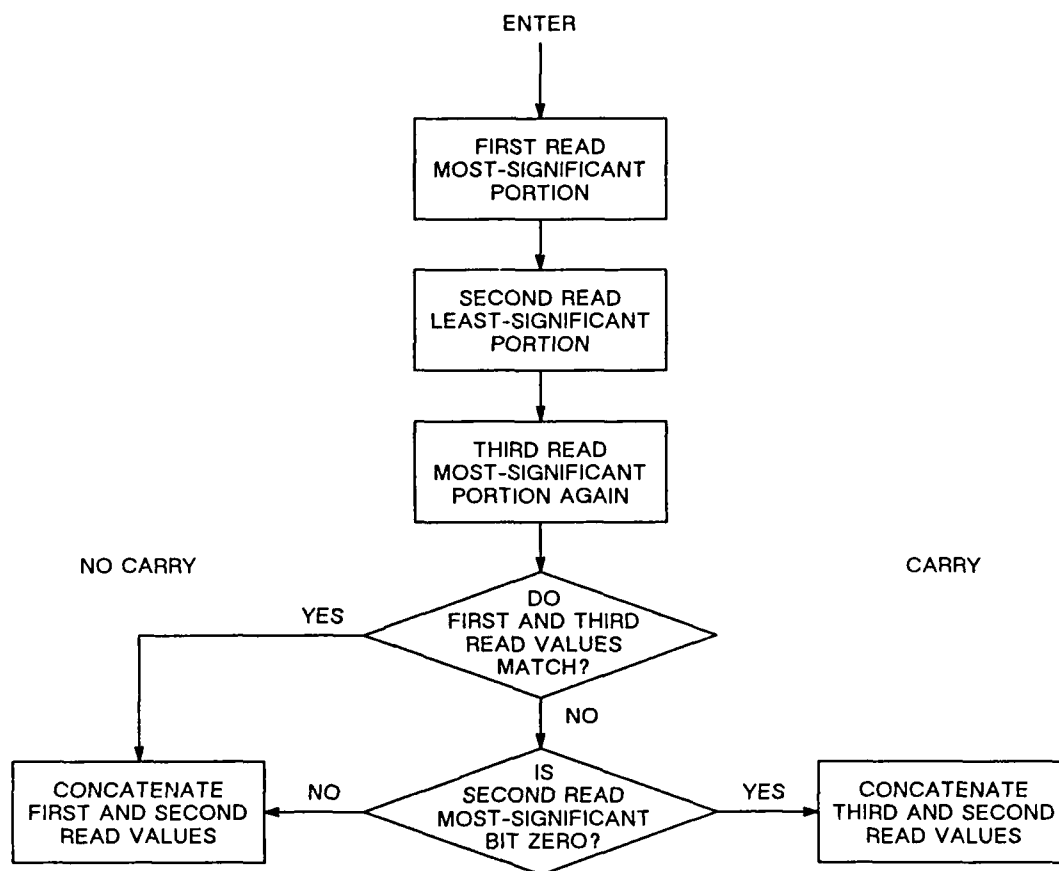 ENTER
FIRST READ
MOST-SIGNIFICANT
PORTION
SECOND READ
LEAST-SIGNIFICANT
PORTION
THIRD READ
MOST-SIGNIFICANT
PORTION AGAIN
NO CARRY
CARRY
YES
DO
FIRST AND THIRD
READ VALUES
MATCH?
NO
CONCATENATE
FIRST AND SECOND
READ VALUES
NO
IS
SECOND READ
MOST-SIGNIFICANT
BIT ZERO?
YES
CONCATENATE
THIRD AND SECOND
READ VALUES